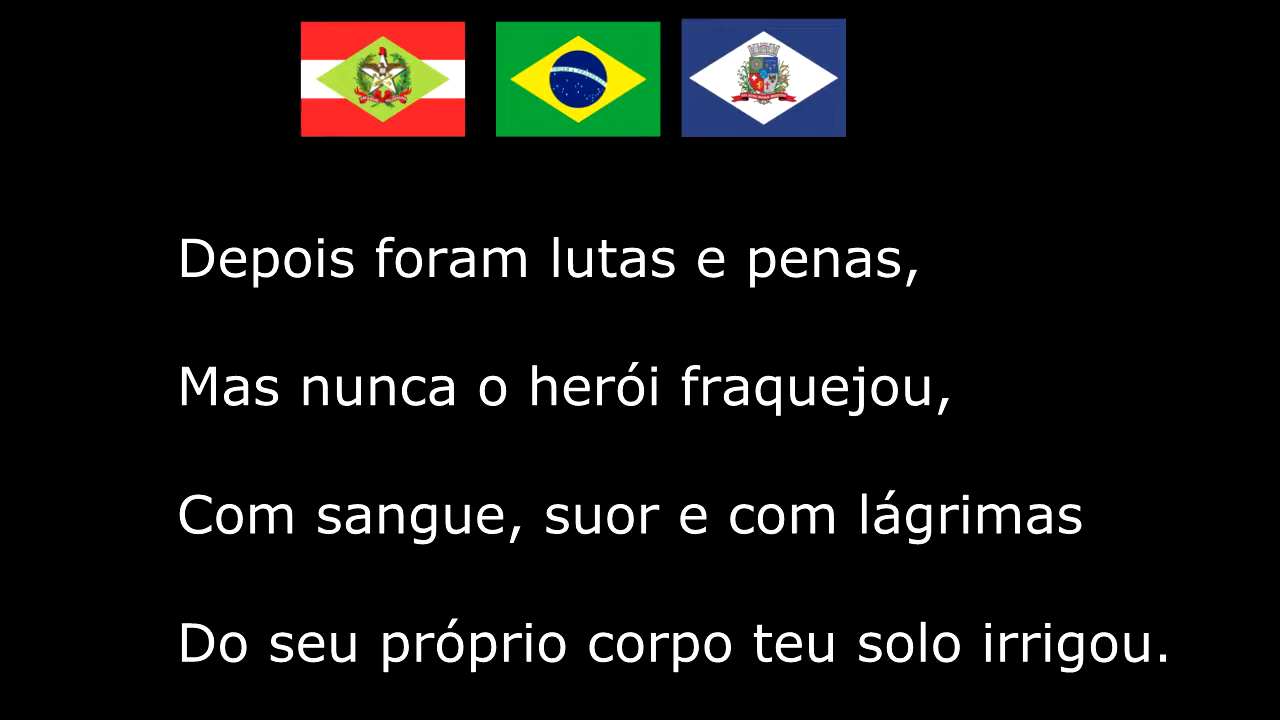 Depois foram lutas e penas,
Mas nunca o herói fraquejou,
Com sangue, suor e com lágrimas
Do seu próprio corpo teu solo irrigou.